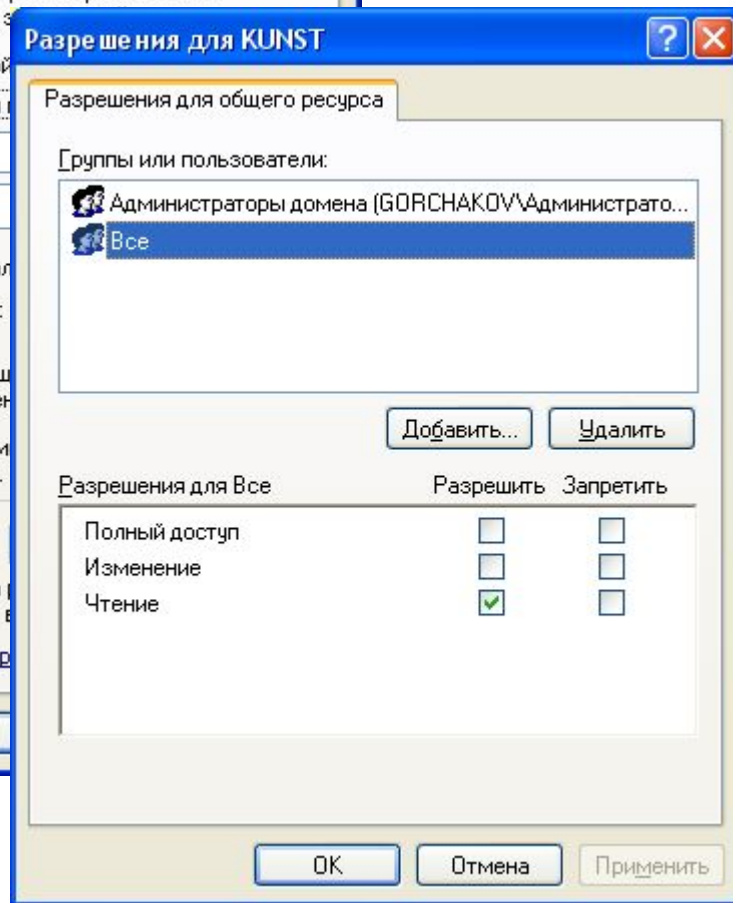 Разрешения для KUNST
Разрешения для общего ресурса
Группы или пользователи:
Администраторы домена (GORCHAKOV\Администрато...
Все
Добавить... Удалить
Разрешения для Все Разрешить Запретить
Полный доступ
Изменение
Чтение
OK Отмена Применить